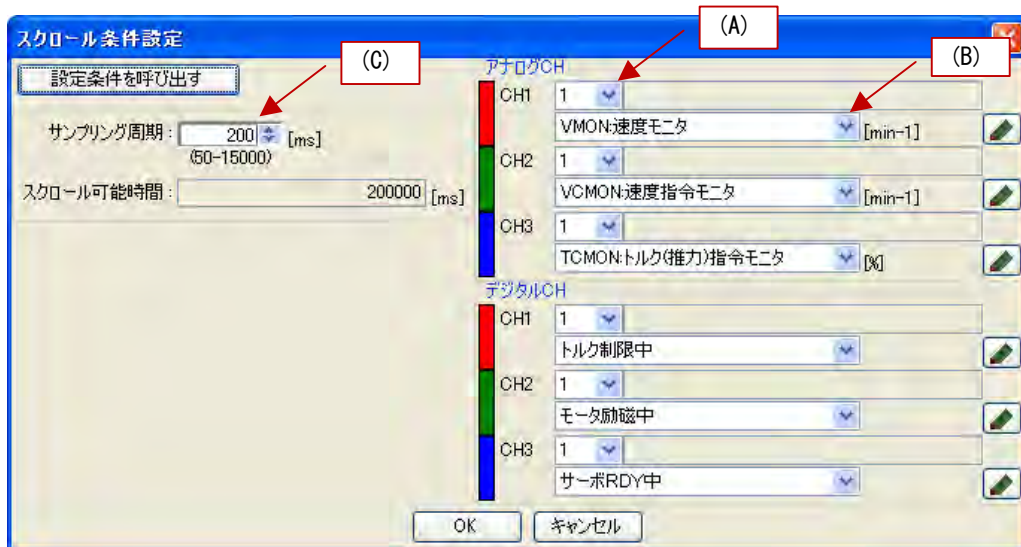 スクロール条件設定
(A)
(B)
(C)
設定条件を呼び出す
サンプリング周期: 200 [ms]
(50-15000)
スクロール可能時間: 200000 [ms]
アナログCH
CH1 1
VMON:速度モニタ [min-1]
CH2 1
VCMON:速度指令モニタ [min-1]
CH3 1
TCMON:トルク(推力)指令モニタ [%]
デジタルCH
CH1 1
トルク制限中
CH2 1
モータ励磁中
CH3 1
サーボRDY中
OK キャンセル